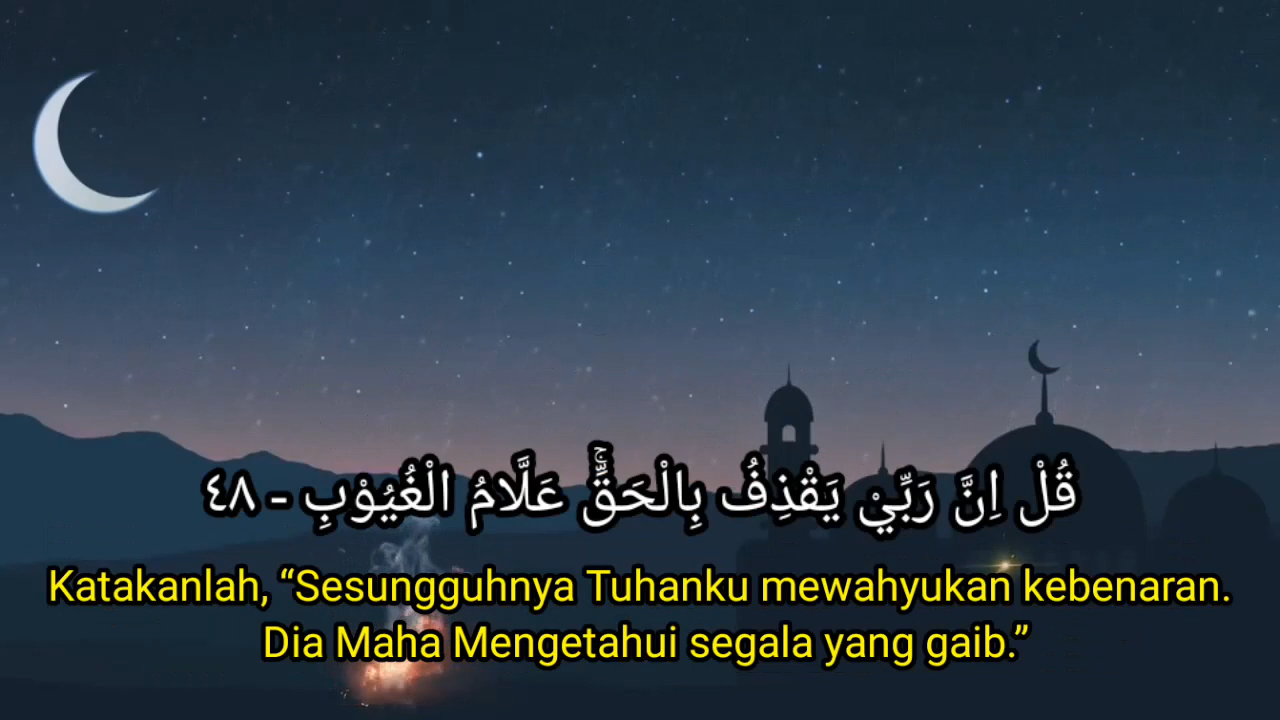 قُلْ اِنَّ رَبِّيْ يَقْذِفُ بِالْحَقِّۚ عَلَّامُ الْغُيُوْبِ - ٤٨
Katakanlah, “Sesungguhnya Tuhanku mewahyukan kebenaran.
Dia Maha Mengetahui segala yang gaib.”